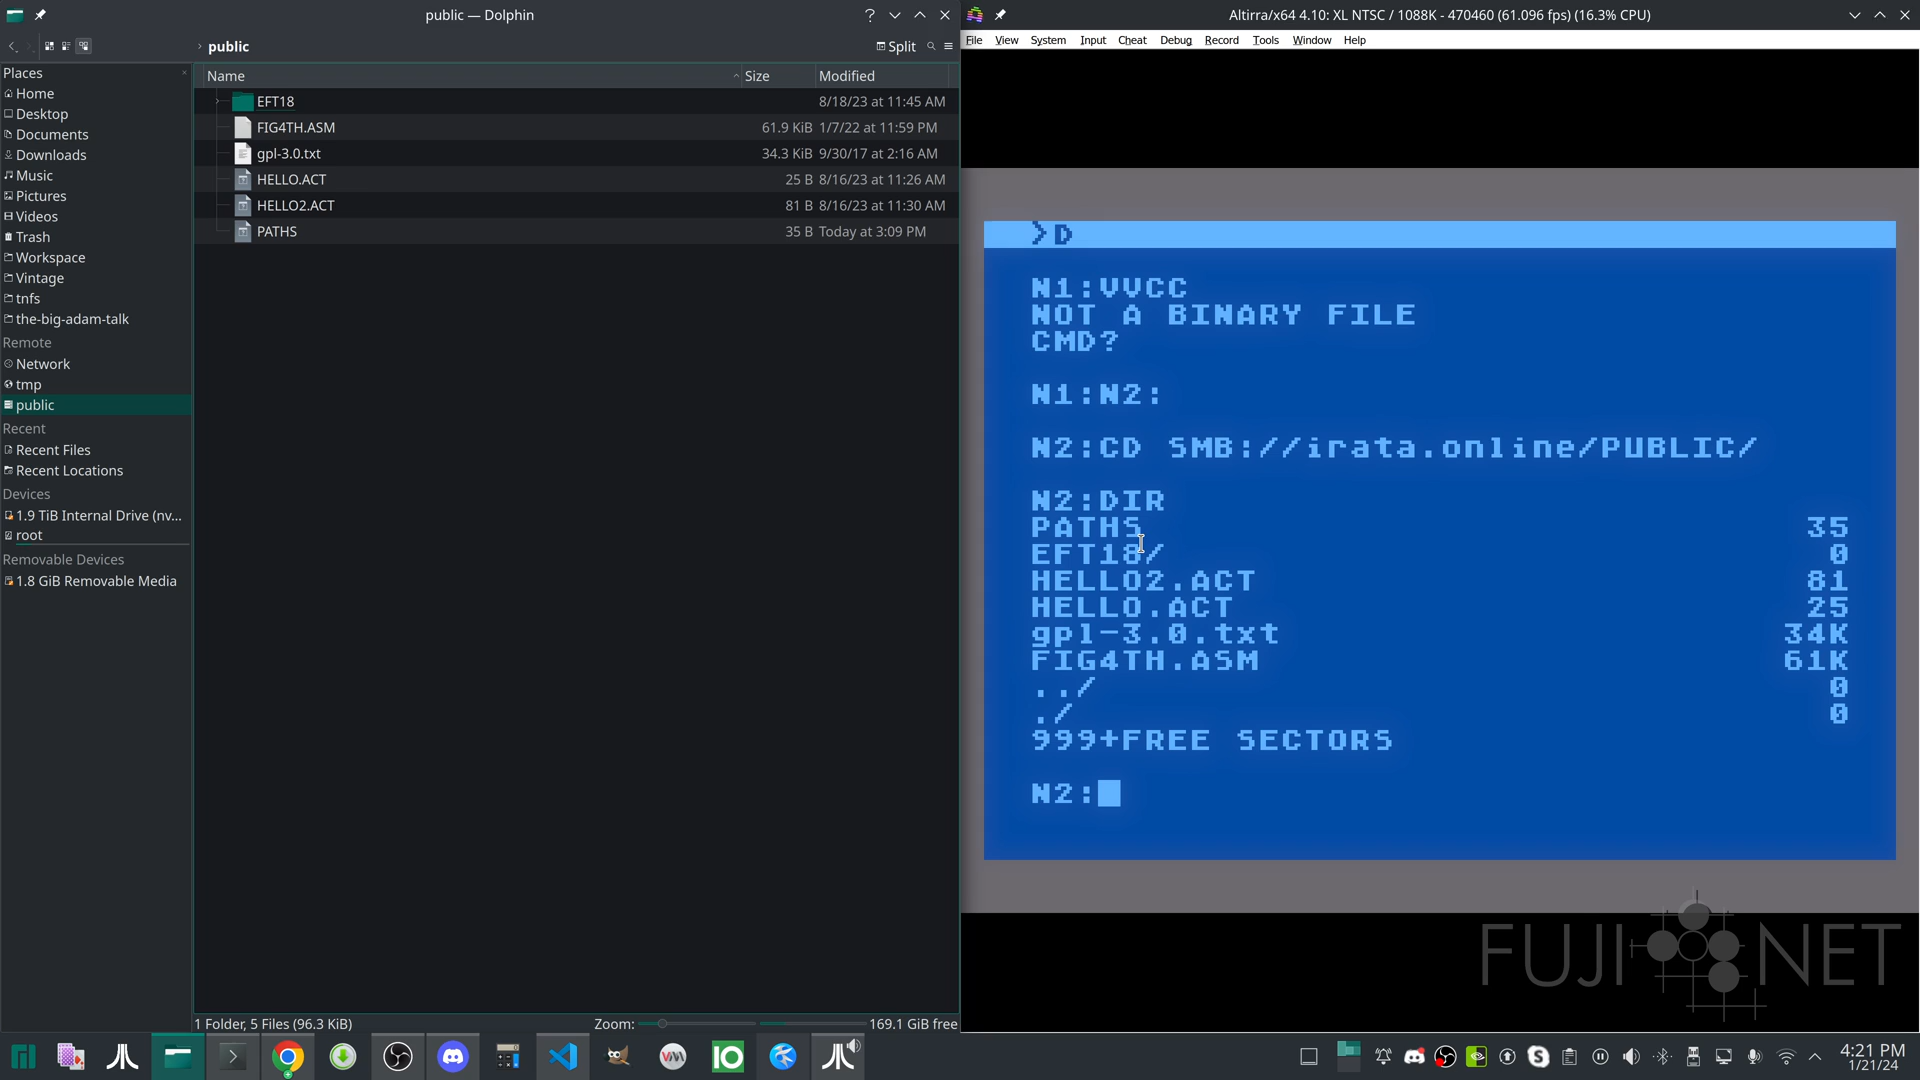 public — Dolphin
public
Split
Places
Home
Desktop
Documents
Downloads
Music
Pictures
Videos
Trash
Workspace
Vintage
tnfs
the-big-adam-talk
Remote
Network
tmp
public
Recent
Recent Files
Recent Locations
Devices
1.9 TiB Internal Drive (nv...
root
Removable Devices
1.8 GiB Removable Media
Name Size Modified
EFT18 8/18/23 at 11:45 AM
FIG4TH.ASM 61.9 KiB 1/7/22 at 11:59 PM
gpl-3.0.txt 34.3 KiB 9/30/17 at 2:16 AM
HELLO.ACT 25 B 8/16/23 at 11:26 AM
HELLO2.ACT 81 B 8/16/23 at 11:30 AM
PATHS 35 B Today at 3:09 PM
1 Folder, 5 Files (96.3 KiB)
Zoom:
169.1 GiB free
Altirra/x64 4.10: XL NTSC / 1088K - 470460 (61.096 fps) (16.3% CPU)
File View System Input Cheat Debug Record Tools Window Help
>D
N1:VVCC
NOT A BINARY FILE
CMD?
N1:N2:
N2:CD SMB://irata.online/PUBLIC/
N2:DIR
PATHS 35
EFT18/ 0
HELLO2.ACT 81
HELLO.ACT 25
gpl-3.0.txt 34K
FIG4TH.ASM 61K
../ 0
./ 0
999+FREE SECTORS
N2:
FUJINET
4:21 PM
1/21/24